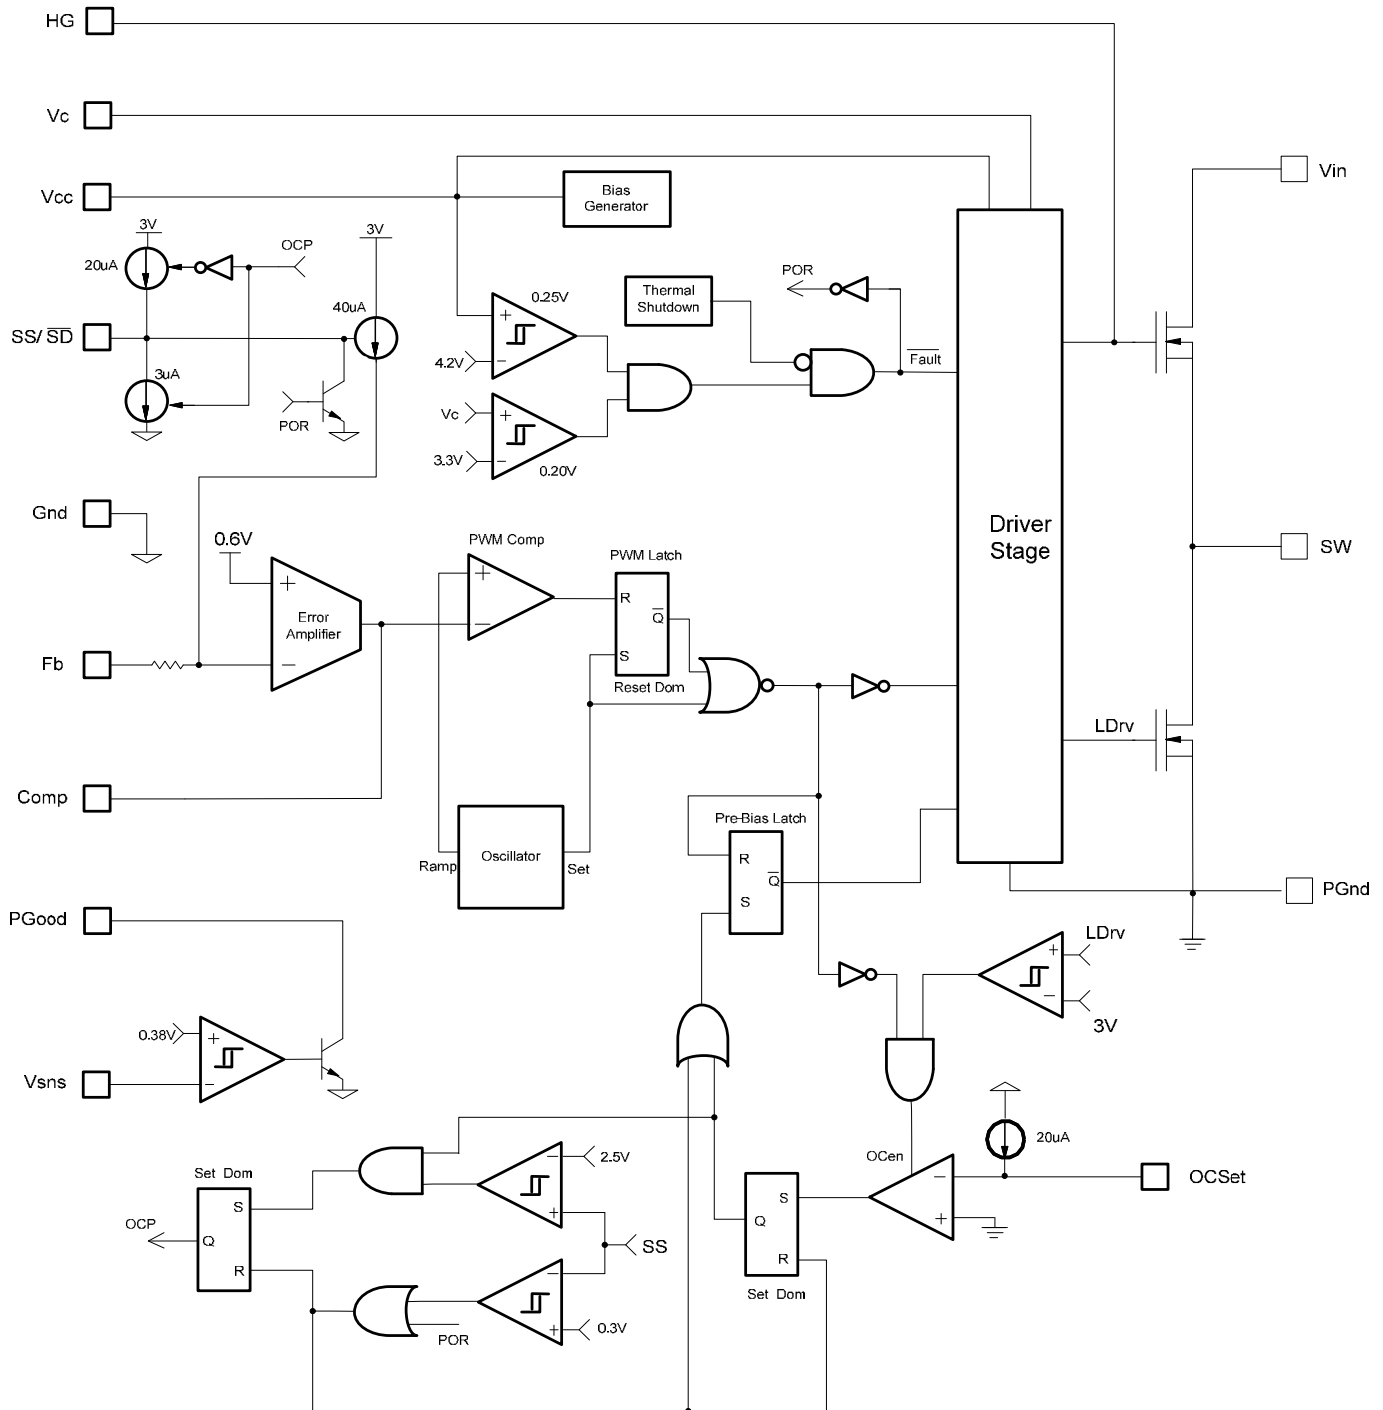 HG
Vc
Vin
Vcc
Bias
Generator
3V
OCP
3V
20uA
POR
Thermal
Shutdown
0.25V
40uA
SS/ SD
4.2V
+
−
Fault
3uA
Vc
+
POR
3.3V
−
0.20V
Gnd
Driver
Stage
0.6V
PWM Comp
SW
PWM Latch
+
+
R
Q
Error
Amplifier
−
S
Fb
−
Reset Dom
LDrv
Comp
Pre-Bias Latch
Ramp
Oscillator
Set
R
Q
S
PGnd
PGood
LDrv
+
−
3V
0.38V
+
Vsns
−
20uA
OCen
2.5V
−
Set Dom
−
OCSet
S
S
OCP
Q
+
Q
+
SS
R
−
R
Set Dom
0.3V
+
POR